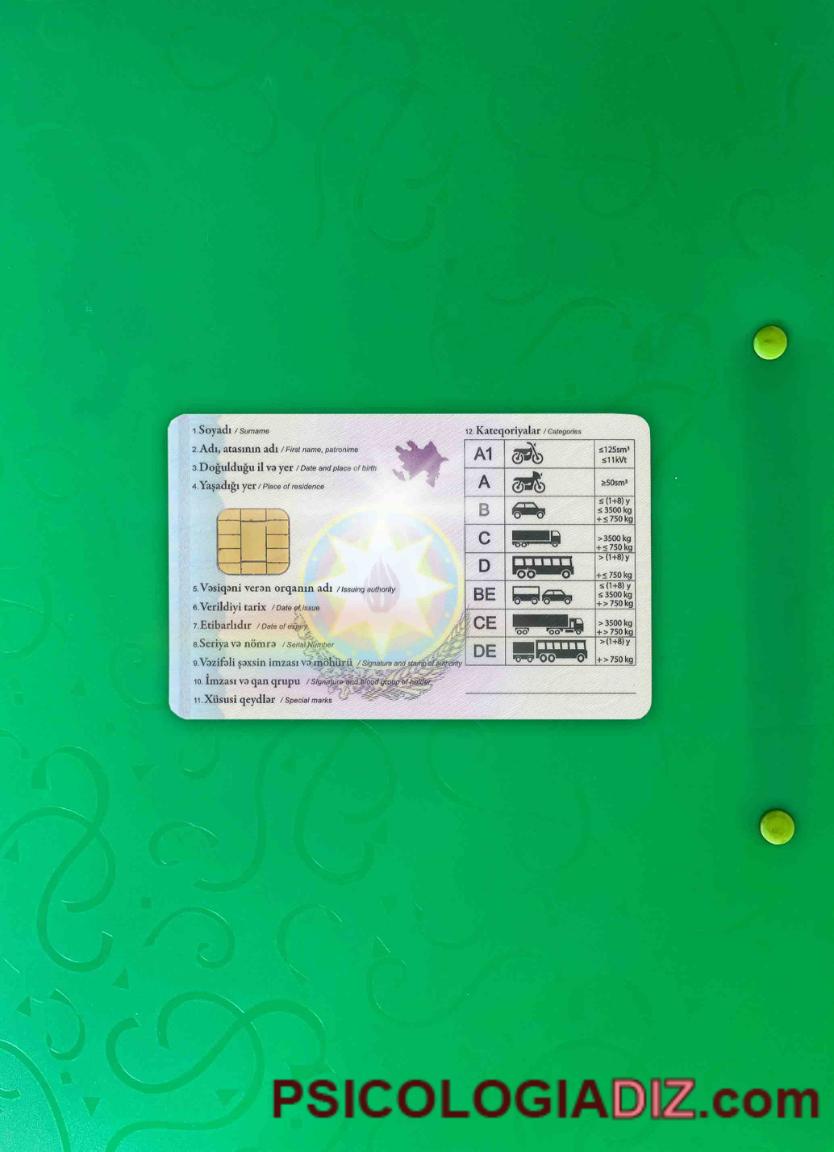 1. Soyadı / Surname
2. Adı, atasının adı / First name, patronime
3. Doğulduğu il və yer / Date and place of birth
4. Yaşadığı yer / Place of residence
5. Vəsiqəni verən orqanın adı / Issuing authority
6. Verildiyi tarix / Date of issue
7. Etibarlıdır / Date of expiry
8. Seriya və nömrə / Serial Number
9. Vəzifəli şəxsin imzası və möhürü / Signature and stamp of authority
10. İmzası və qan qrupu / Signature and blood group of holder
11. Xüsusi qeydlər / Special marks
12. Kateqoriyalar / Categories
A1 ≤125sm³
≤11kVt
A ≥50sm³
B ≤ (1+8) y
≤ 3500 kg
+ ≤ 750 kg
C >3500 kg
+ ≤ 750 kg
D > (1+8) y
+ ≤ 750 kg
BE ≤ (1+8) y
≤ 3500 kg
+ > 750 kg
CE > 3500 kg
+ > 750 kg
DE > (1+8) y
+ > 750 kg
PSICOLOGIADIZ.com